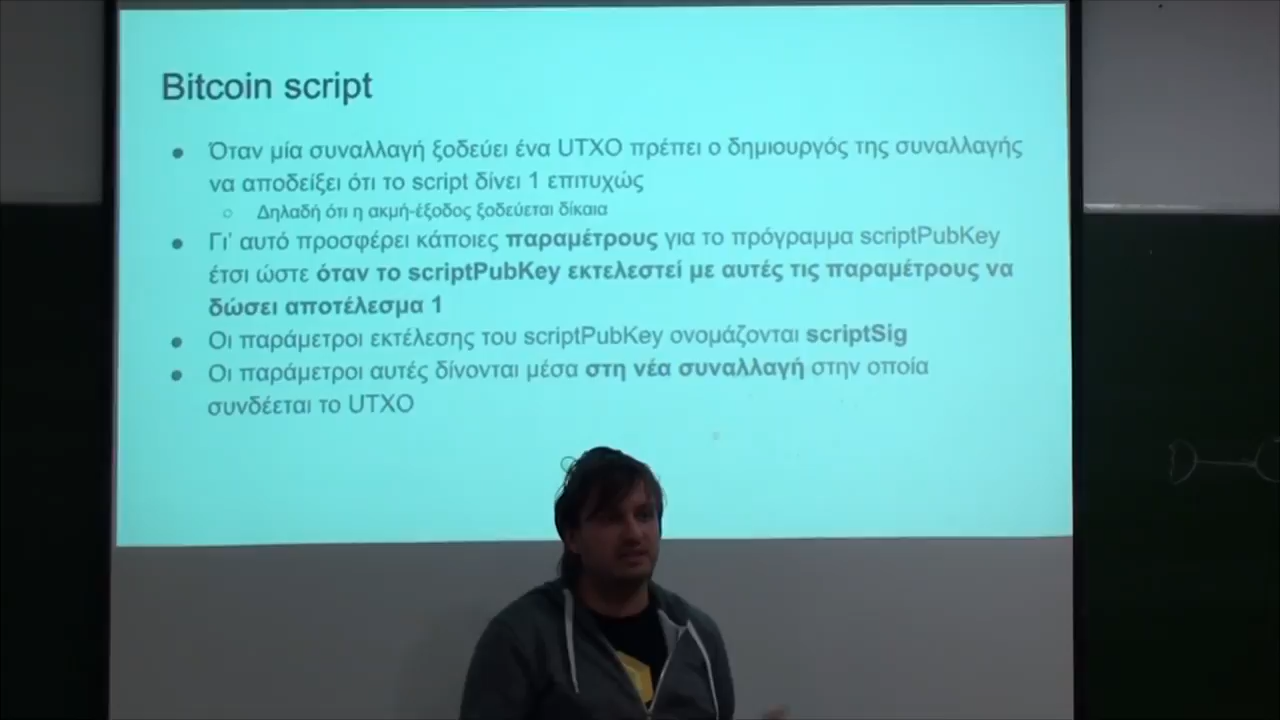 Bitcoin script
● Όταν μία συναλλαγή ξοδεύει ένα UTXO πρέπει ο δημιουργός της συναλλαγής
να αποδείξει ότι το script δίνει 1 επιτυχώς
○ Δηλαδή ότι η ακμή-έξοδος ξοδεύεται δίκαια
● Γι' αυτό προσφέρει κάποιες παραμέτρους για το πρόγραμμα scriptPubKey
έτσι ώστε όταν το scriptPubKey εκτελεστεί με αυτές τις παραμέτρους να
δώσει αποτέλεσμα 1
● Οι παράμετροι εκτέλεσης του scriptPubKey ονομάζονται scriptSig
● Οι παράμετροι αυτές δίνονται μέσα στη νέα συναλλαγή στην οποία
συνδέεται το UTXO